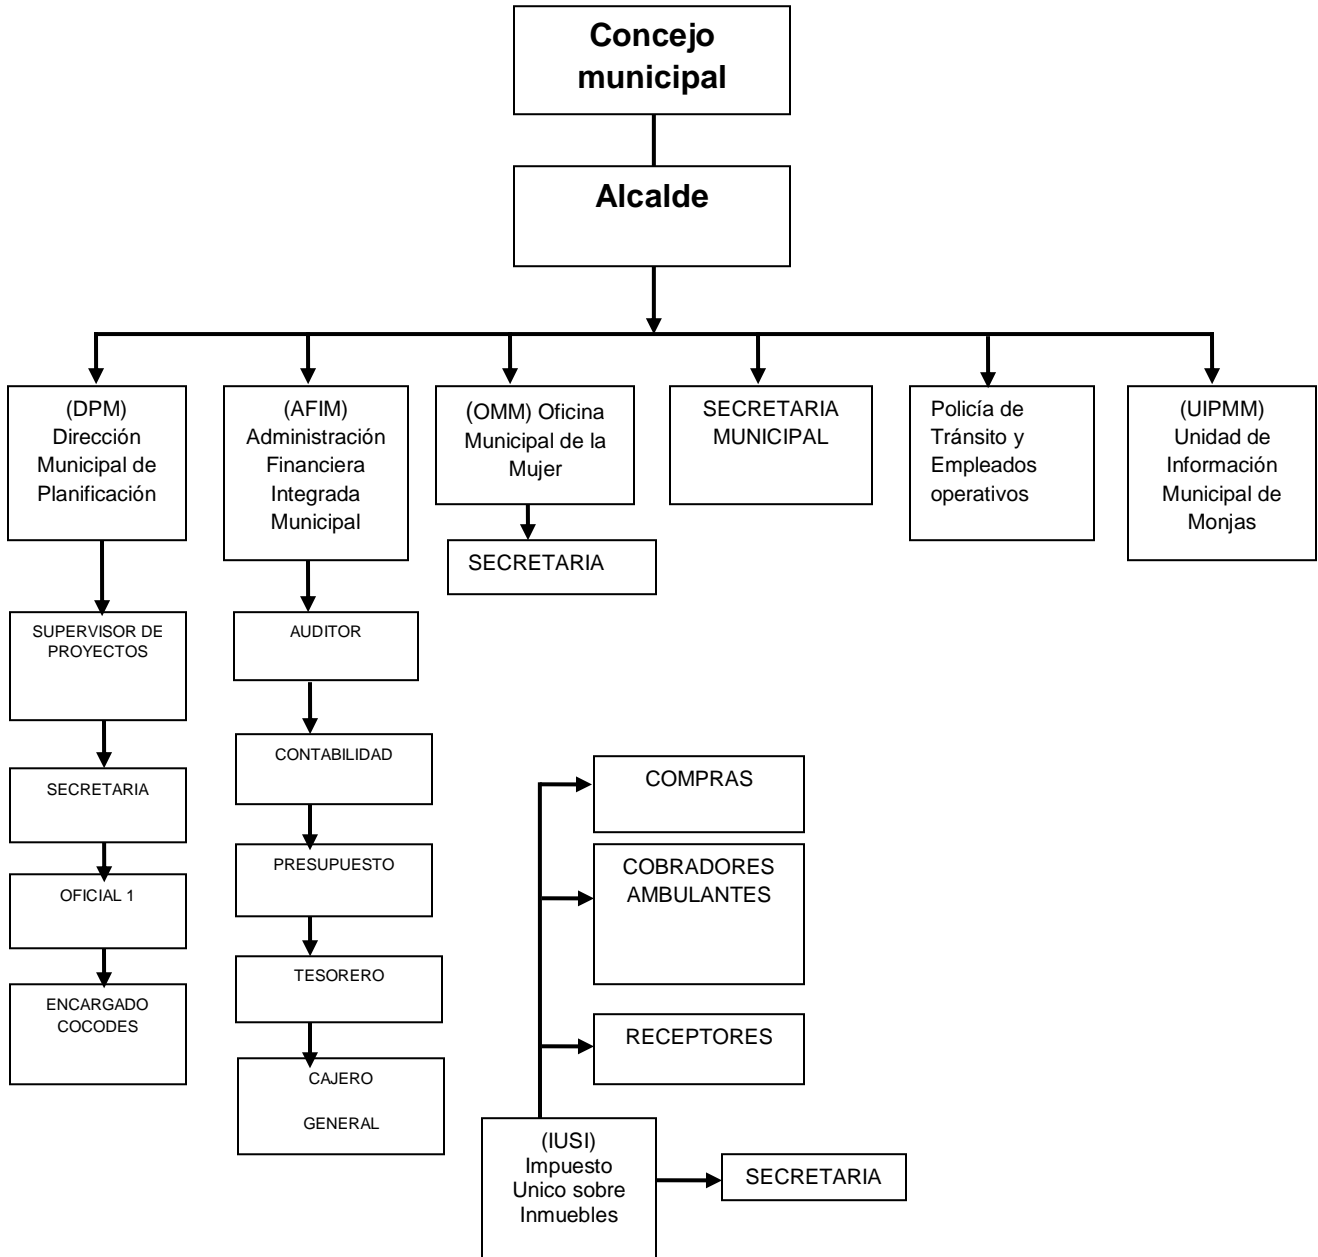 Concejo
municipal
Alcalde
(DPM)
Dirección
Municipal de
Planificación
(AFIM)
Administración
Financiera
Integrada
Municipal
(OMM) Oficina
Municipal de la
Mujer
SECRETARIA
MUNICIPAL
Policía de
Tránsito y
Empleados
operativos
(UIPMM)
Unidad de
Información
Municipal de
Monjas
SECRETARIA
SUPERVISOR DE
PROYECTOS
AUDITOR
CONTABILIDAD
SECRETARIA
COMPRAS
PRESUPUESTO
COBRADORES
AMBULANTES
OFICIAL 1
TESORERO
ENCARGADO
COCODES
RECEPTORES
CAJERO
GENERAL
(IUSI)
Impuesto
Unico sobre
Inmuebles
SECRETARIA